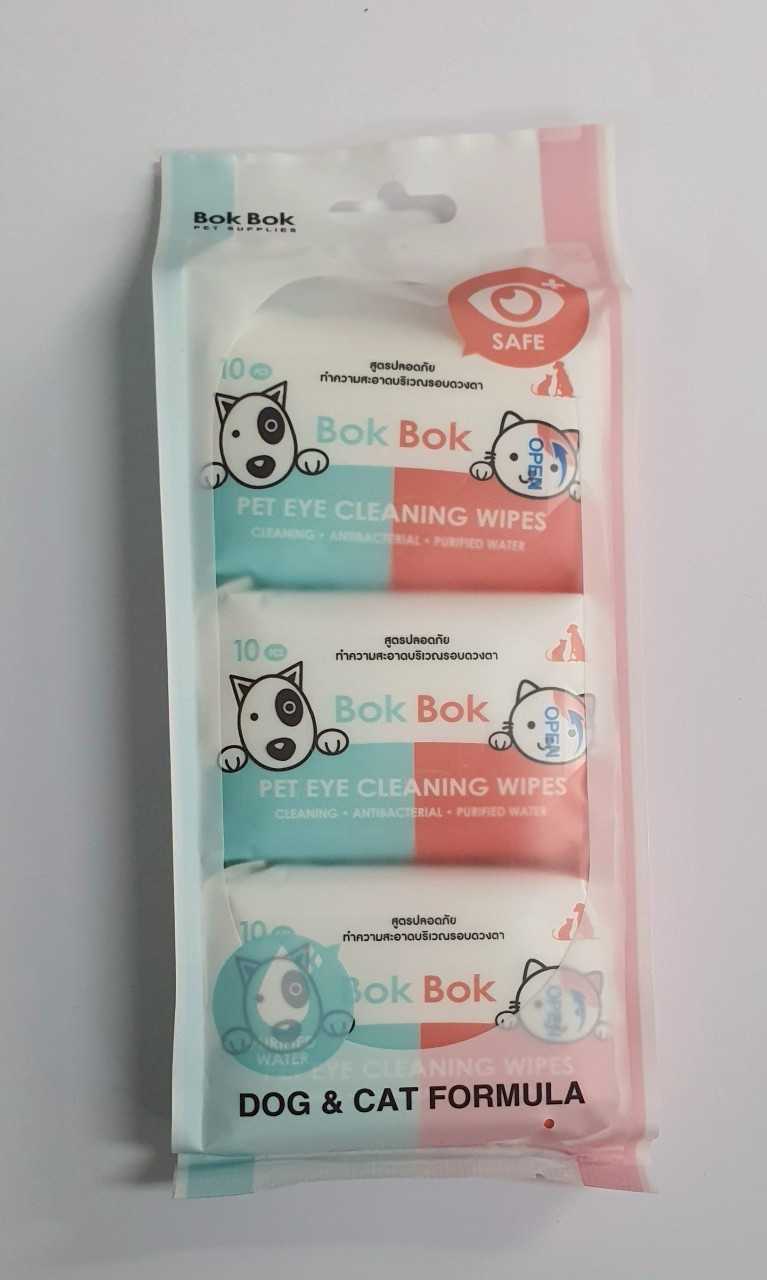 Bok Bok
PET SUPPLIES
SAFE
10 PCS
สูตรปลอดภัย
ทำความสะอาดบริเวณรอบดวงตา
Bok Bok
OPEN
PET EYE CLEANING WIPES
CLEANING • ANTIBACTERIAL • PURIFIED WATER
10 PCS
สูตรปลอดภัย
ทำความสะอาดบริเวณรอบดวงตา
Bok Bok
OPEN
PET EYE CLEANING WIPES
CLEANING • ANTIBACTERIAL • PURIFIED WATER
10
สูตรปลอดภัย
ทำความสะอาดบริเวณรอบดวงตา
Bok Bok
OPEN
PURIFIED
WATER
PET EYE CLEANING WIPES
DOG & CAT FORMULA